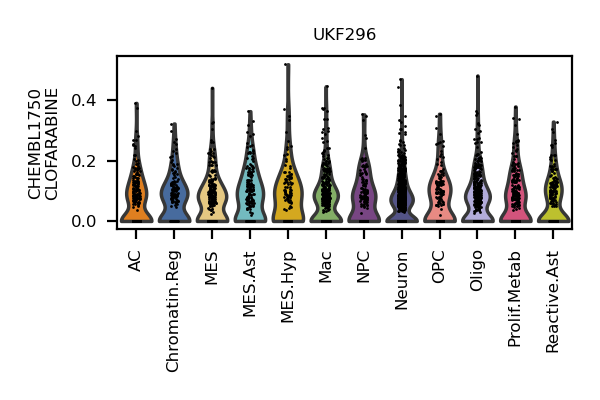 UKF296
CHEMBL1750
CLOFARABINE
0.4
0.2
0.0
AC
Chromatin.Reg
MES
MES.Ast
MES.Hyp
Mac
NPC
Neuron
OPC
Oligo
Prolif.Metab
Reactive.Ast